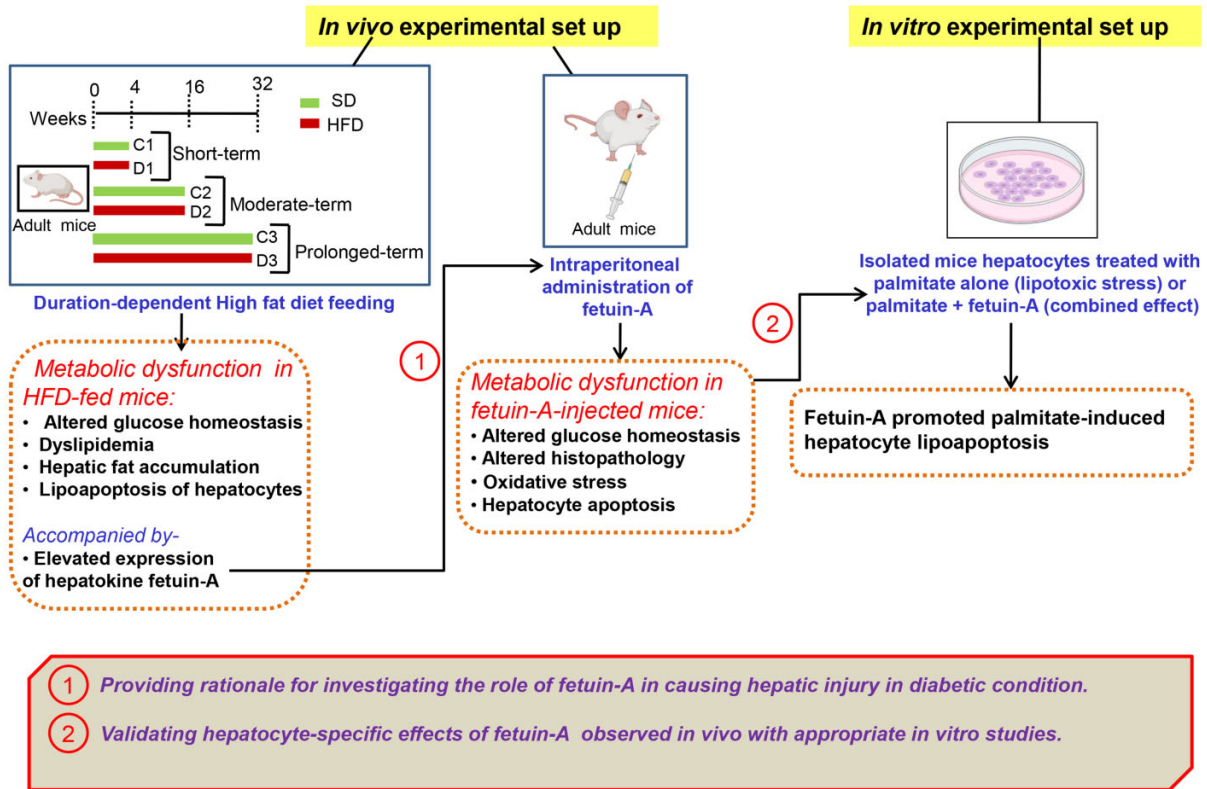 In vivo experimental set up
In vitro experimental set up
0 4 16 32
Weeks
SD
HFD
C1
D1
Short-term
C2
D2
Moderate-term
C3
D3
Prolonged-term
Adult mice
Duration-dependent High fat diet feeding
Metabolic dysfunction in
HFD-fed mice:
• Altered glucose homeostasis
• Dyslipidemia
• Hepatic fat accumulation
• Lipoapoptosis of hepatocytes
Accompanied by-
• Elevated expression
of hepatokine fetuin-A
1
Adult mice
Intraperitoneal
administration of
fetuin-A
Metabolic dysfunction in
fetuin-A-injected mice:
• Altered glucose homeostasis
• Altered histopathology
• Oxidative stress
• Hepatocyte apoptosis
2
Isolated mice hepatocytes treated with
palmitate alone (lipotoxic stress) or
palmitate + fetuin-A (combined effect)
Fetuin-A promoted palmitate-induced
hepatocyte lipoapoptosis
1 Providing rationale for investigating the role of fetuin-A in causing hepatic injury in diabetic condition.
2 Validating hepatocyte-specific effects of fetuin-A observed in vivo with appropriate in vitro studies.